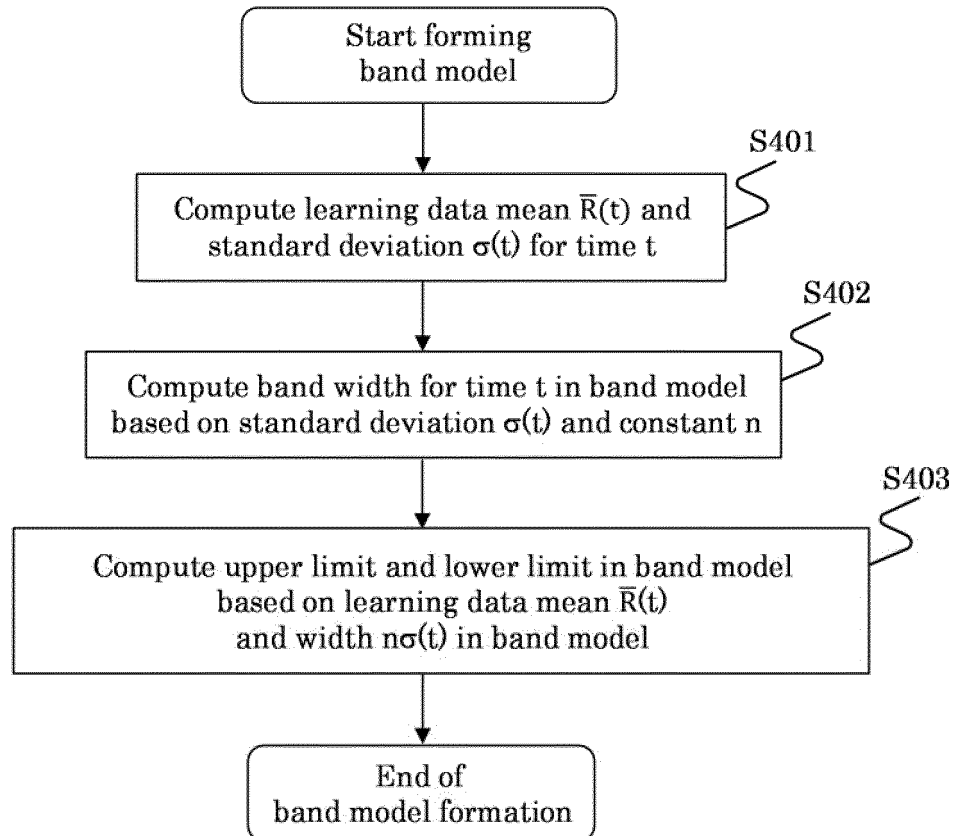 Start forming
band model
S401
Compute learning data mean R̅(t) and
standard deviation σ(t) for time t
S402
Compute band width for time t in band model
based on standard deviation σ(t) and constant n
S403
Compute upper limit and lower limit in band model
based on learning data mean R̅(t)
and width nσ(t) in band model
End of
band model formation